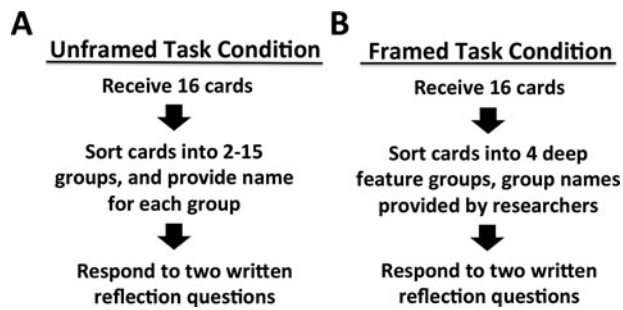 A
Unframed Task Condition
Receive 16 cards
Sort cards into 2-15
groups, and provide name
for each group
Respond to two written
reflection questions
B
Framed Task Condition
Receive 16 cards
Sort cards into 4 deep
feature groups, group names
provided by researchers
Respond to two written
reflection questions